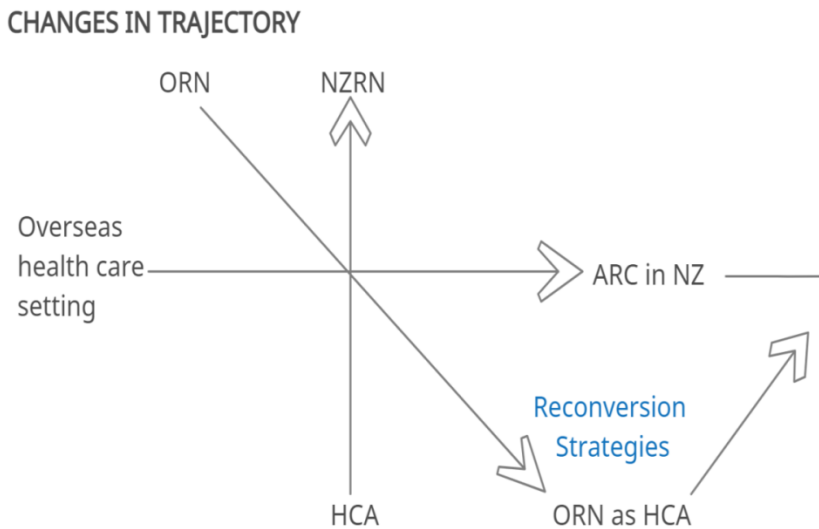 CHANGES IN TRAJECTORY
ORN
NZRN
Overseas
health care
setting
ARC in NZ
Reconversion
Strategies
HCA
ORN as HCA